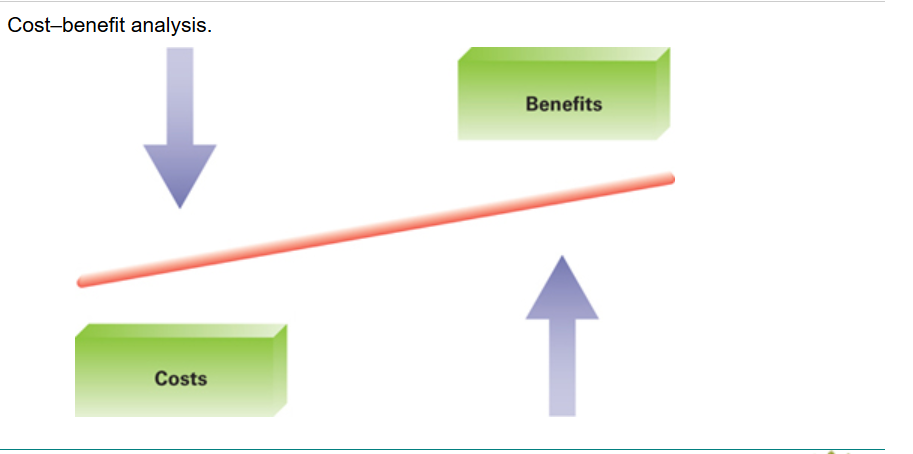 Cost–benefit analysis.
Benefits
Costs